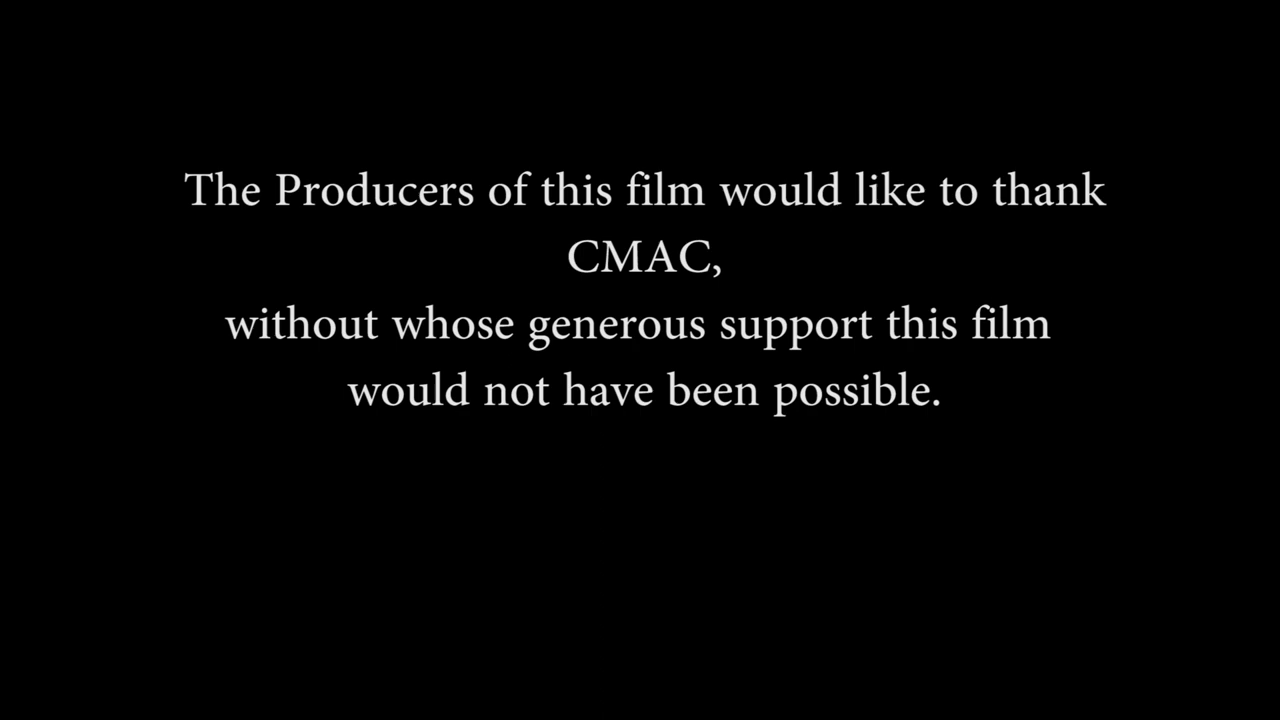 The Producers of this film would like to thank
CMAC,
without whose generous support this film
would not have been possible.